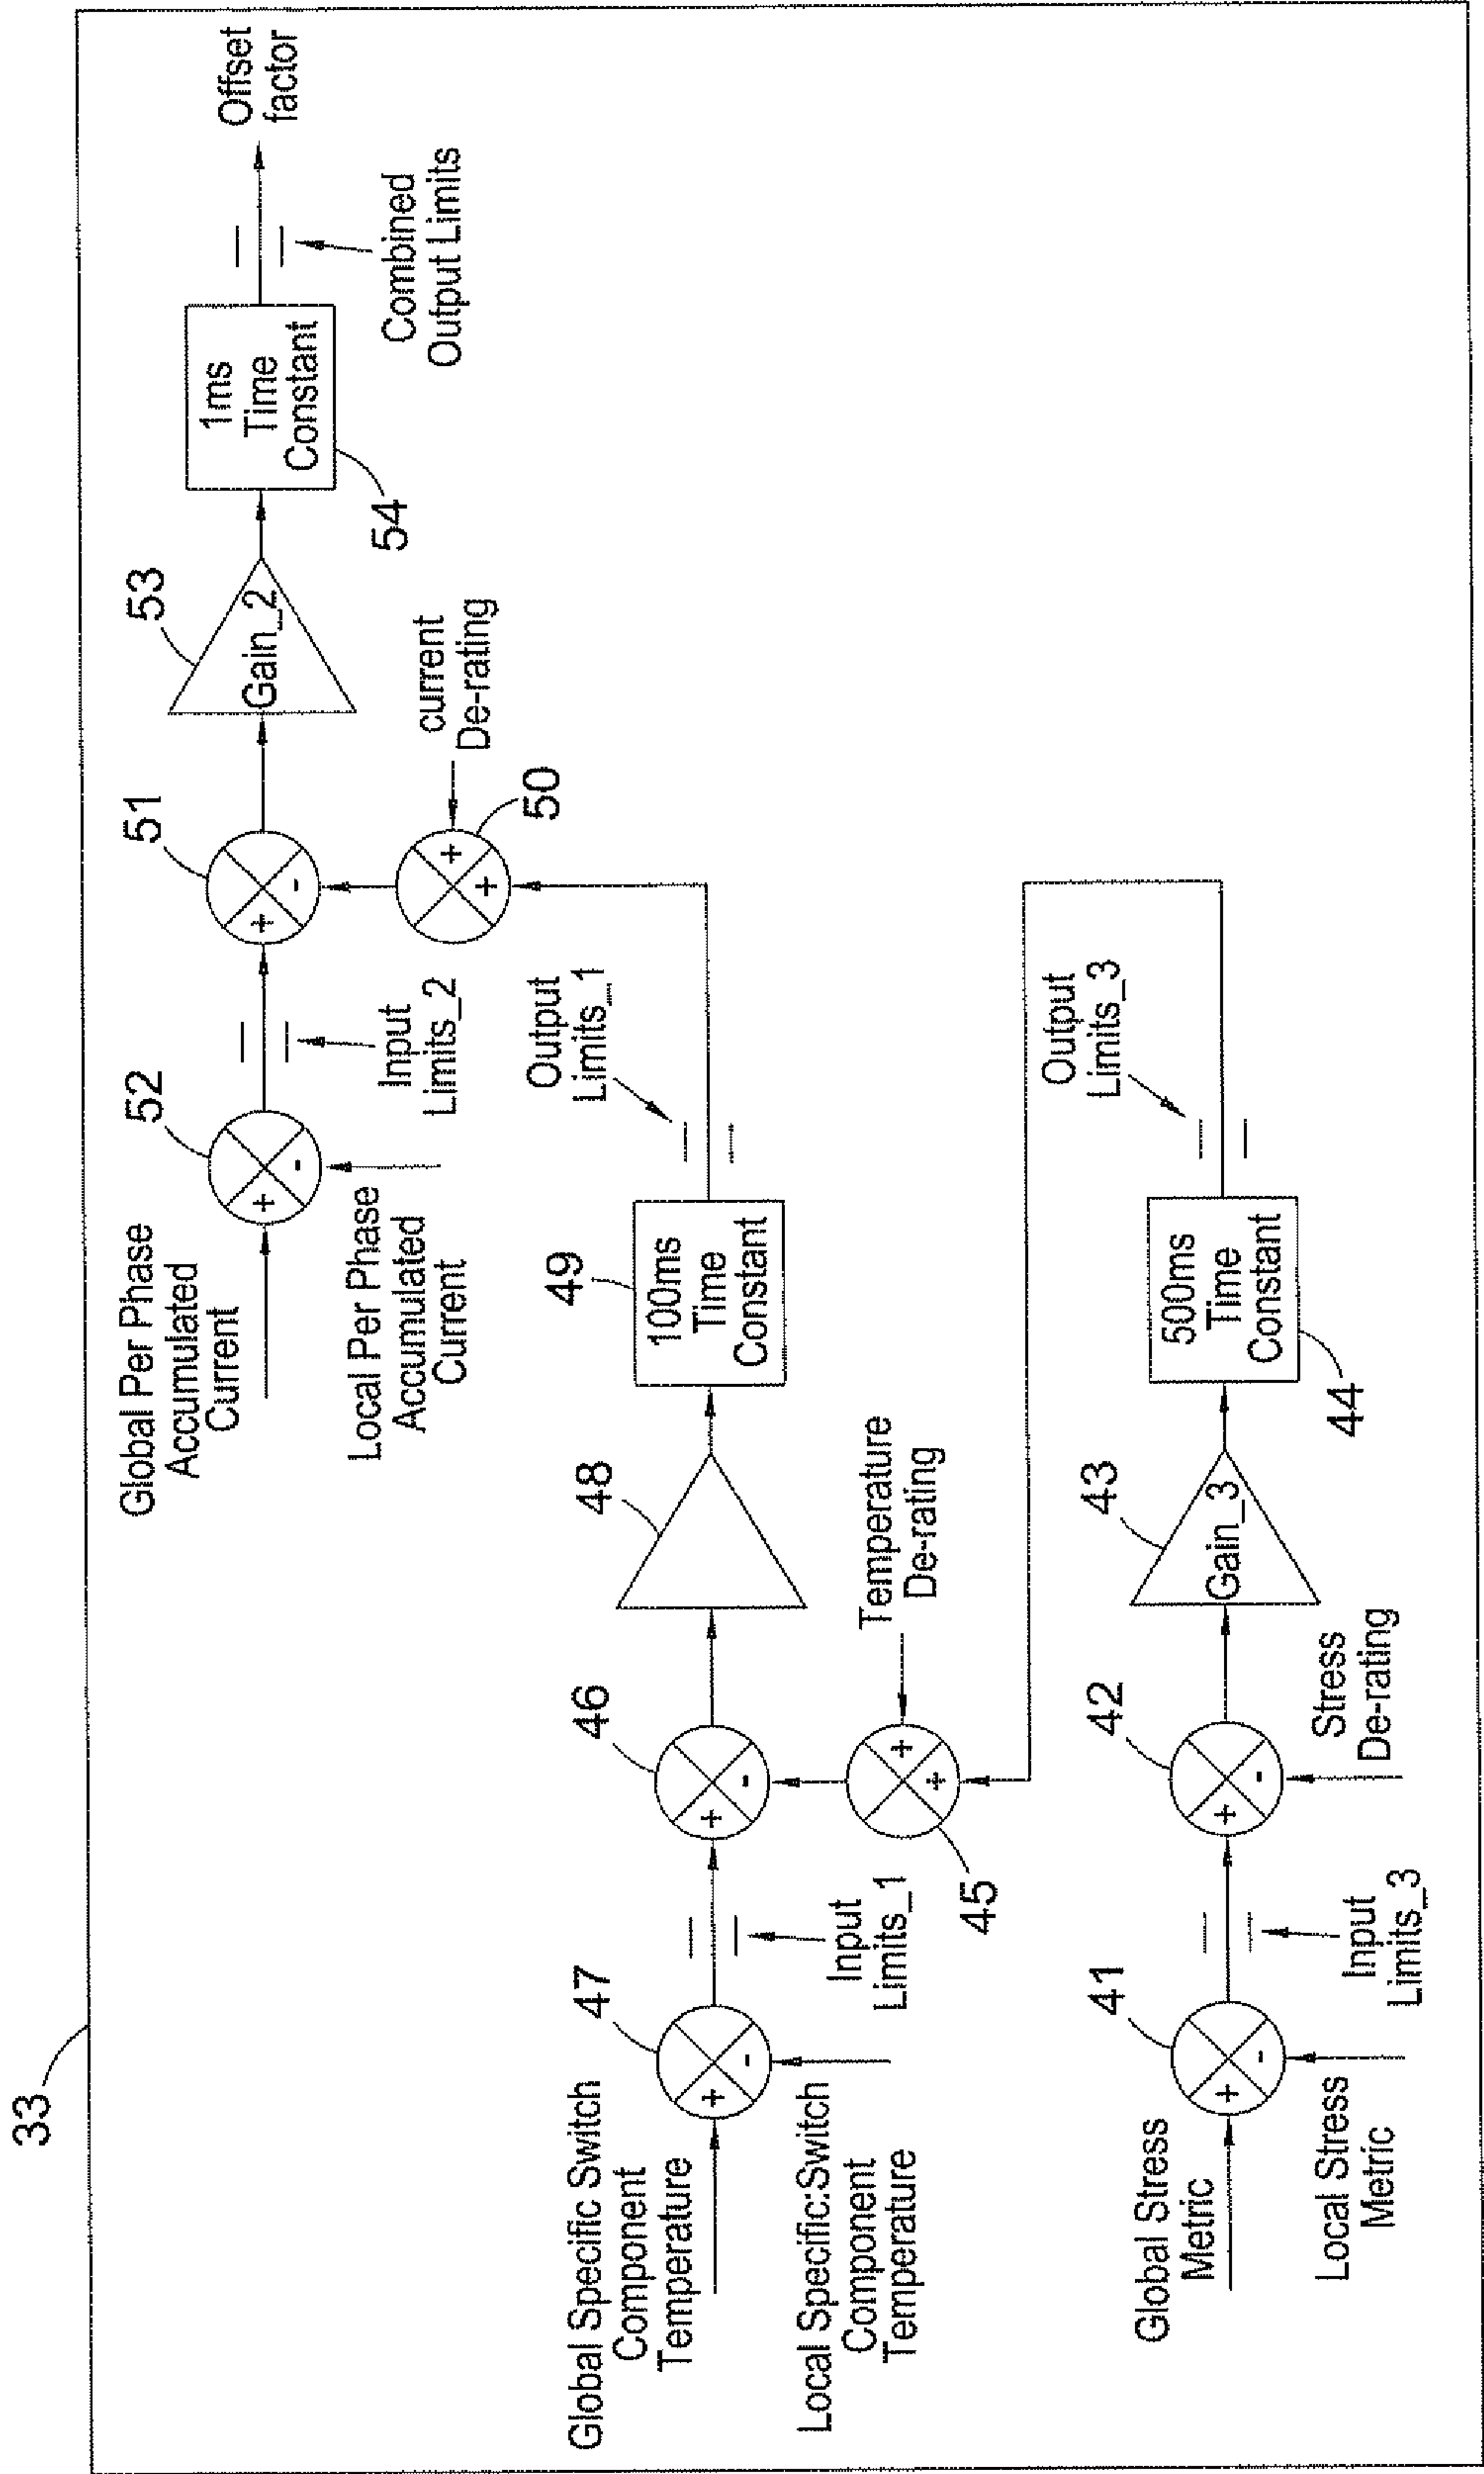 33
Global Per Phase
Accumulated
Current
52
+
-
Local Per Phase
Accumulated
Current
Input
Limits_2
51
+
-
53
Gain_2
1ms
Time
Constant
54
Combined
Output Limits
Offset
factor
current
De-rating
50
+
+
Global Specific Switch
Component
Temperature
47
+
-
Local Specific:Switch
Component
Temperature
Input
Limits_1
46
+
-
48
49
100ms
Time
Constant
Output
Limits_1
Temperature
De-rating
45
+
+
Global Stress
Metric
41
+
-
Local Stress
Metric
Input
Limits_3
42
+
-
Stress
De-rating
43
Gain_3
500ms
Time
Constant
44
Output
Limits_3